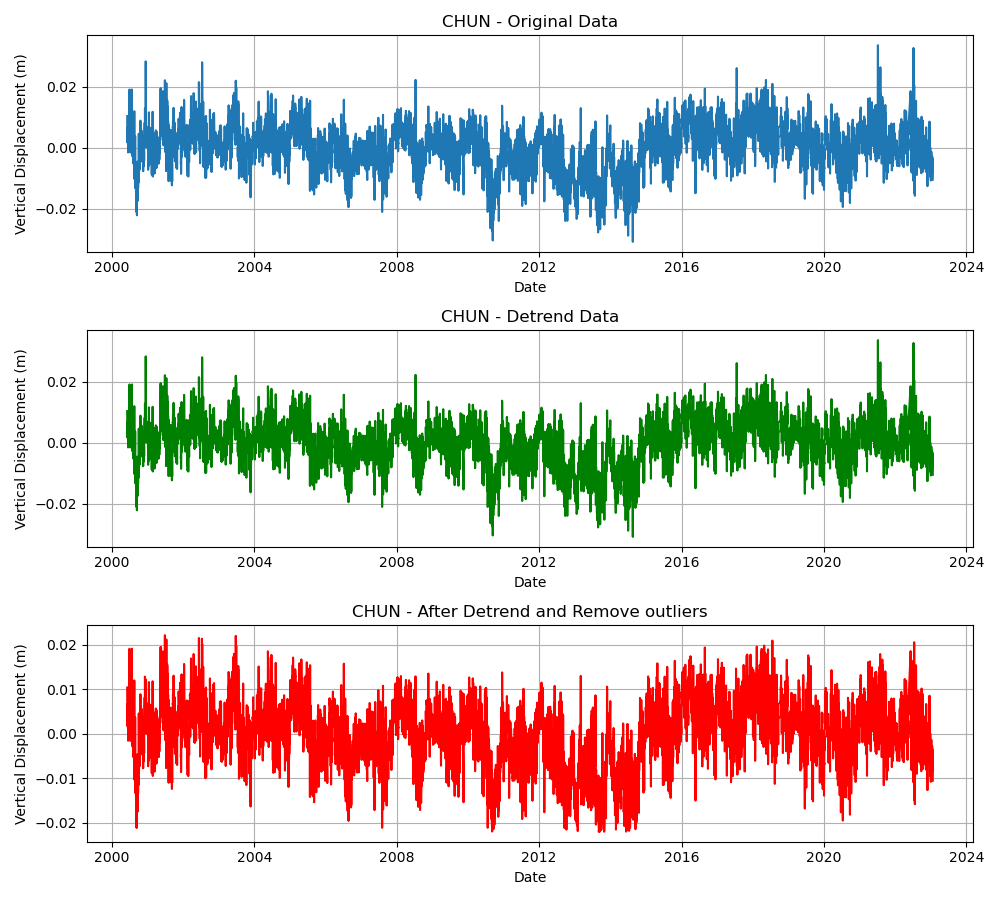 CHUN - Original Data
Vertical Displacement (m)
0.02
0.00
−0.02
2000 2004 2008 2012 2016 2020 2024
Date
CHUN - Detrend Data
Vertical Displacement (m)
0.02
0.00
−0.02
2000 2004 2008 2012 2016 2020 2024
Date
CHUN - After Detrend and Remove outliers
Vertical Displacement (m)
0.02
0.01
0.00
−0.01
−0.02
2000 2004 2008 2012 2016 2020 2024
Date